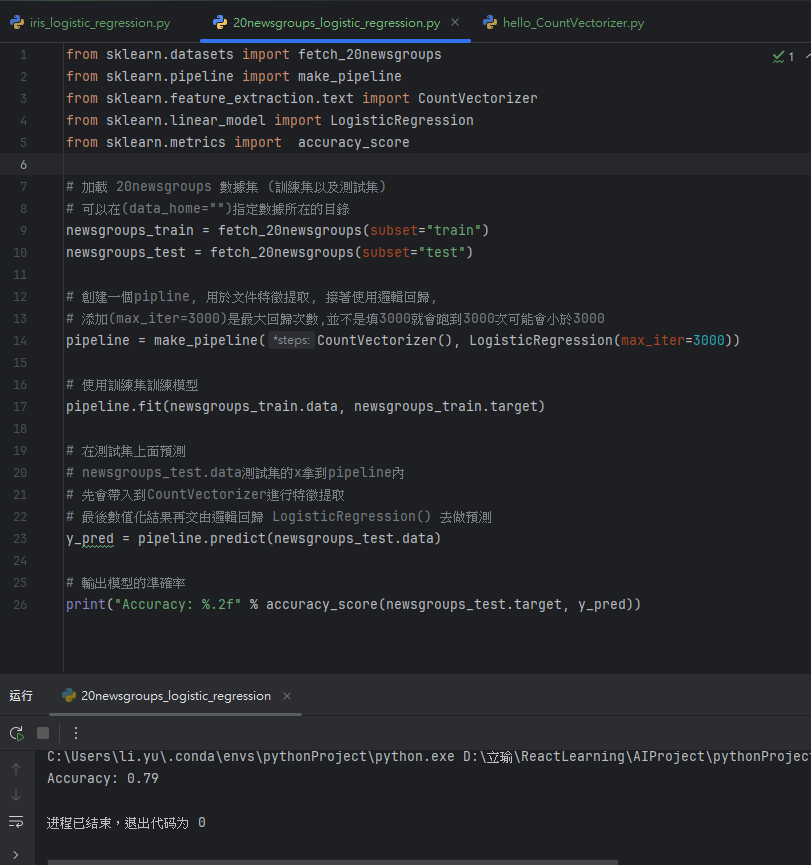 iris_logistic_regression.py 20newsgroups_logistic_regression.py hello_CountVectorizer.py
1 from sklearn.datasets import fetch_20newsgroups
1
2 from sklearn.pipeline import make_pipeline
3 from sklearn.feature_extraction.text import CountVectorizer
4 from sklearn.linear_model import LogisticRegression
5 from sklearn.metrics import  accuracy_score
6
7 # 加載 20newsgroups 數據集 (訓練集以及測試集)
8 # 可以在(data_home="")指定數據所在的目錄
9 newsgroups_train = fetch_20newsgroups(subset="train")
10 newsgroups_test = fetch_20newsgroups(subset="test")
11
12 # 創建一個pipline, 用於文件特徵提取, 接著使用邏輯回歸,
13 # 添加(max_iter=3000)是最大回歸次數,並不是填3000就會跑到3000次可能會小於3000
14 pipeline = make_pipeline( *steps: CountVectorizer(), LogisticRegression(max_iter=3000))
15
16 # 使用訓練集訓練模型
17 pipeline.fit(newsgroups_train.data, newsgroups_train.target)
18
19 # 在測試集上面預測
20 # newsgroups_test.data測試集的x拿到pipeline內
21 # 先會帶入到CountVectorizer進行特徵提取
22 # 最後數值化結果再交由邏輯回歸 LogisticRegression() 去做預測
23 y_pred = pipeline.predict(newsgroups_test.data)
24
25 # 輸出模型的準確率
26 print("Accuracy: %.2f" % accuracy_score(newsgroups_test.target, y_pred))
运行 20newsgroups_logistic_regression
C:\Users\li.yu\.conda\envs\pythonProject\python.exe D:\立瑜\ReactLearning\AIProject\pythonProject
Accuracy: 0.79
进程已结束，退出代码为 0